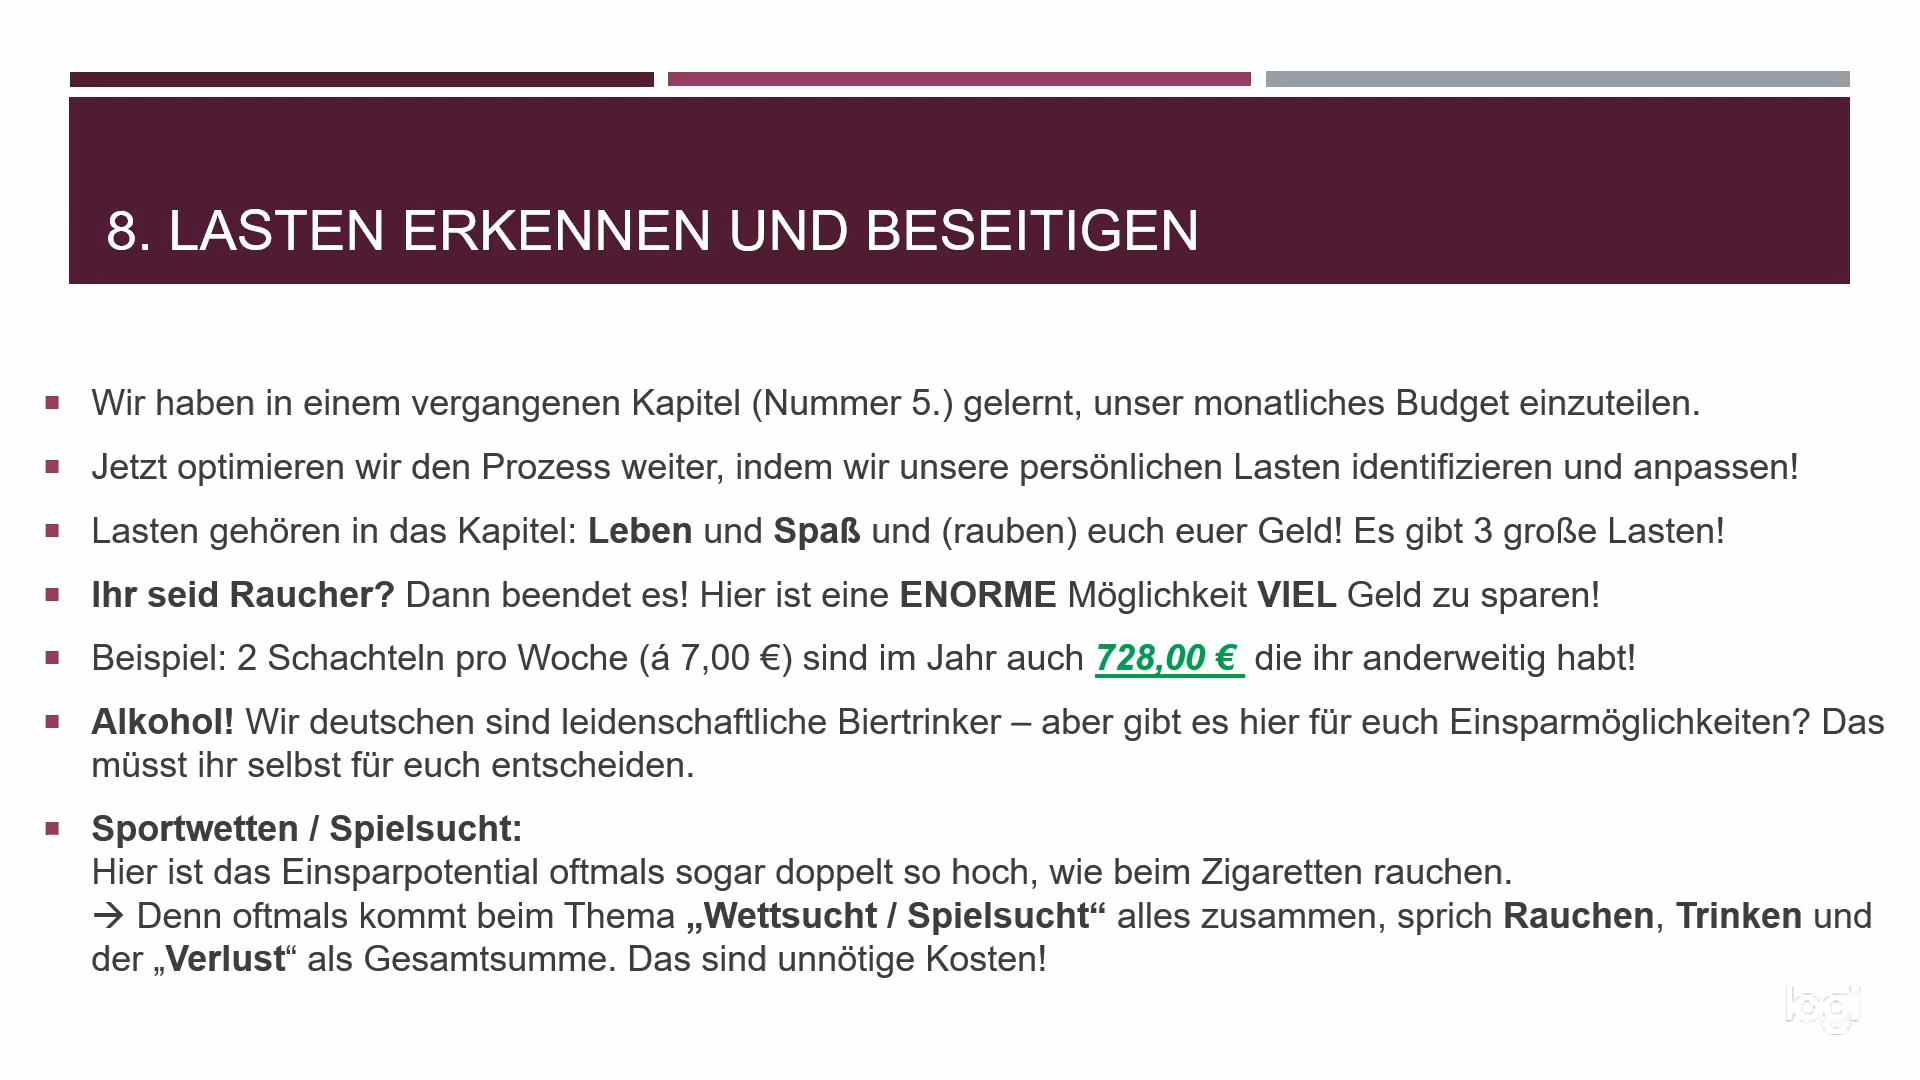 8. LASTEN ERKENNEN UND BESEITIGEN
Wir haben in einem vergangenen Kapitel (Nummer 5.) gelernt, unser monatliches Budget einzuteilen.
Jetzt optimieren wir den Prozess weiter, indem wir unsere persönlichen Lasten identifizieren und anpassen!
Lasten gehören in das Kapitel: Leben und Spaß und (rauben) euch euer Geld! Es gibt 3 große Lasten!
Ihr seid Raucher? Dann beendet es! Hier ist eine ENORME Möglichkeit VIEL Geld zu sparen!
Beispiel: 2 Schachteln pro Woche (á 7,00 €) sind im Jahr auch 728,00 € die ihr anderweitig habt!
Alkohol! Wir deutschen sind leidenschaftliche Biertrinker – aber gibt es hier für euch Einsparmöglichkeiten? Das
müsst ihr selbst für euch entscheiden.
Sportwetten / Spielsucht:
Hier ist das Einsparpotential oftmals sogar doppelt so hoch, wie beim Zigaretten rauchen.
→ Denn oftmals kommt beim Thema „Wettsucht / Spielsucht“ alles zusammen, sprich Rauchen, Trinken und
der „Verlust“ als Gesamtsumme. Das sind unnötige Kosten!
logi